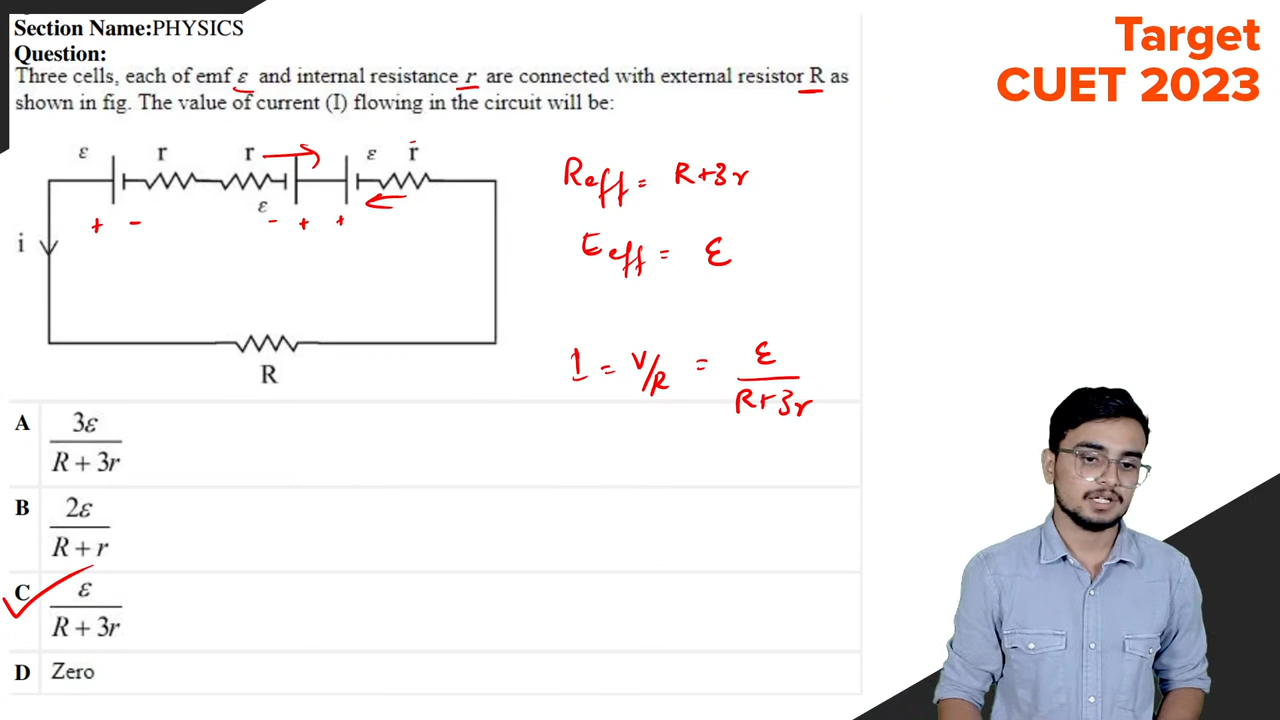 Section Name:PHYSICS
Target
CUET 2023
Question:
Three cells, each of emf ε and internal resistance r are connected with external resistor R as
shown in fig. The value of current (I) flowing in the circuit will be:
ε r r ε r
ε
+ - - + +
i
R
Reff = R+3r
Eeff = ε
I = V/R = ε/R+3r
A 3ε/R + 3r
B 2ε/R + r
C ε/R + 3r
D Zero